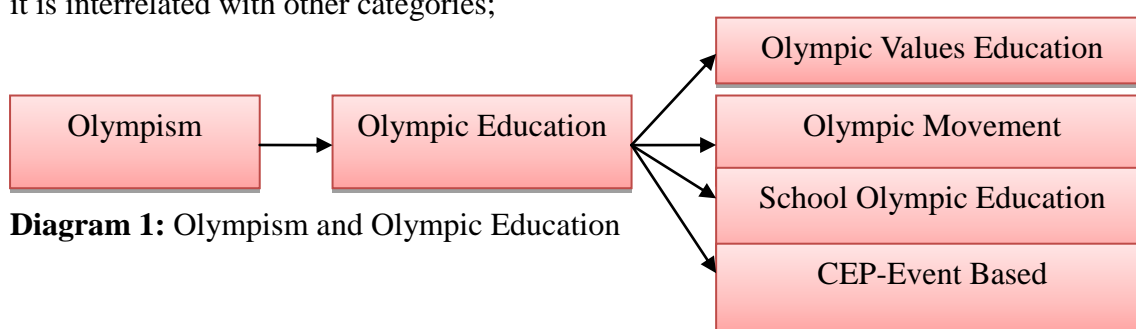 it is interrelated with other categories;
Olympic Values Education
Olympism
Olympic Education
Olympic Movement
School Olympic Education
CEP-Event Based
Diagram 1: Olympism and Olympic Education